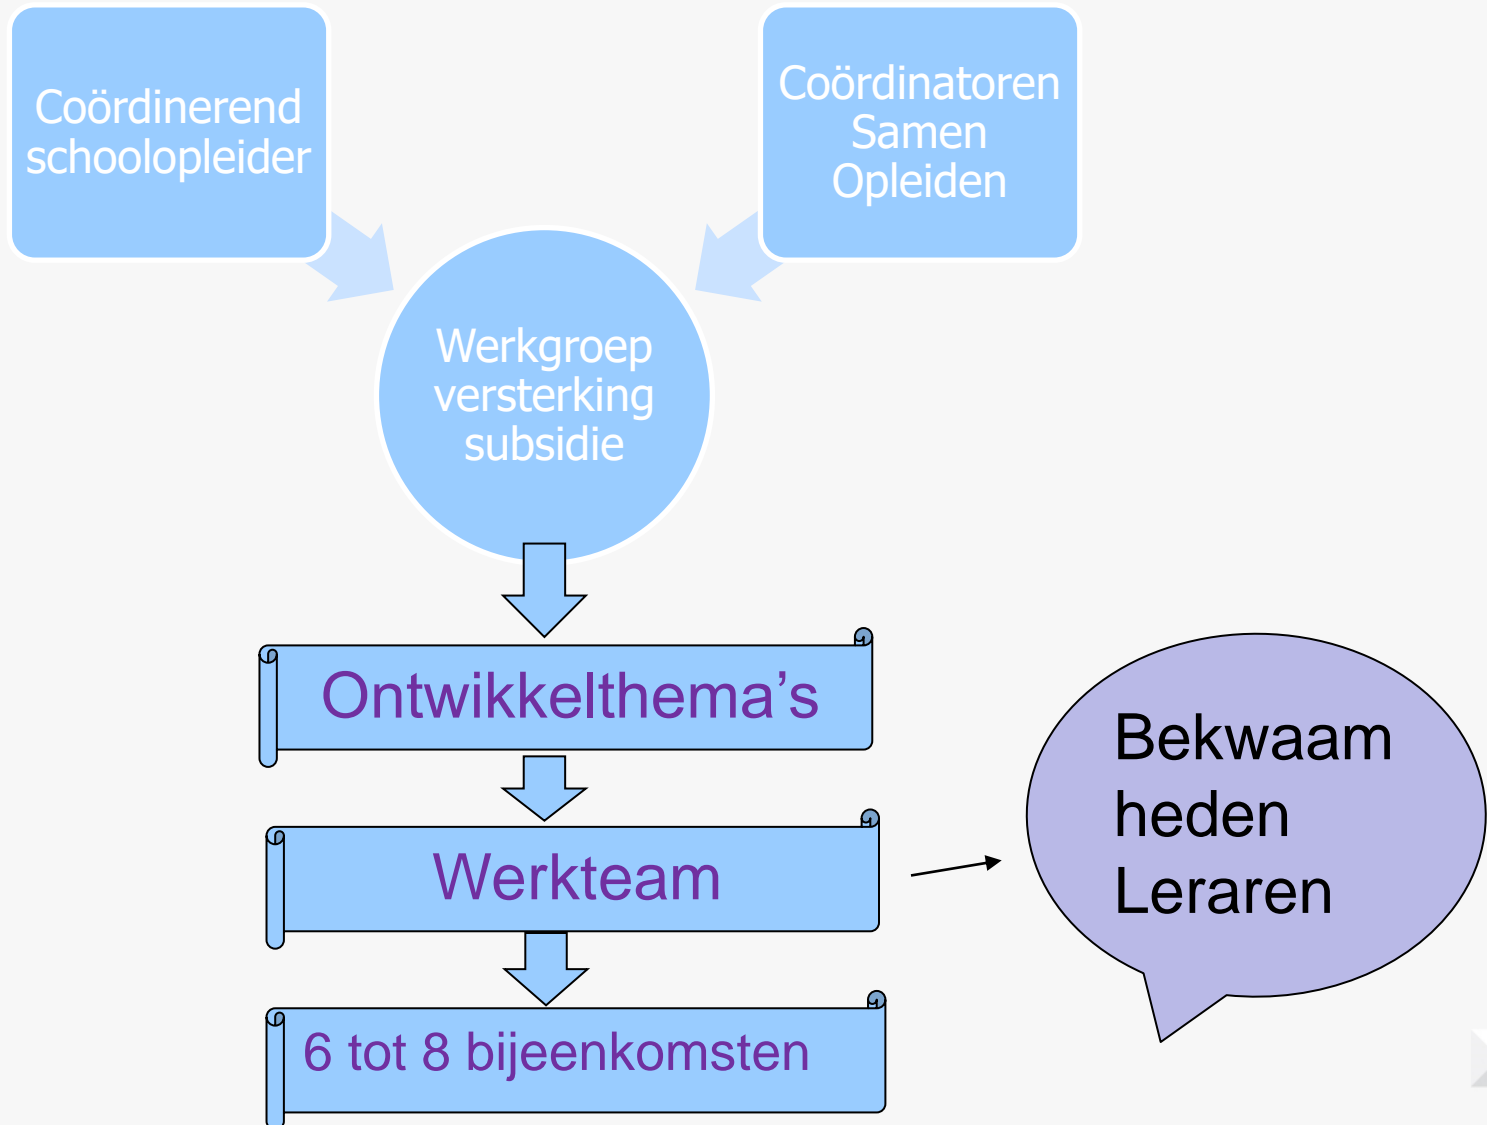 Coördinerend
schoolopleider
Coördinatoren
Samen
Opleiden
Werkgroep
versterking
subsidie
Ontwikkelthema’s
Werkteam
Bekwaam
heden
Leraren
6 tot 8 bijeenkomsten